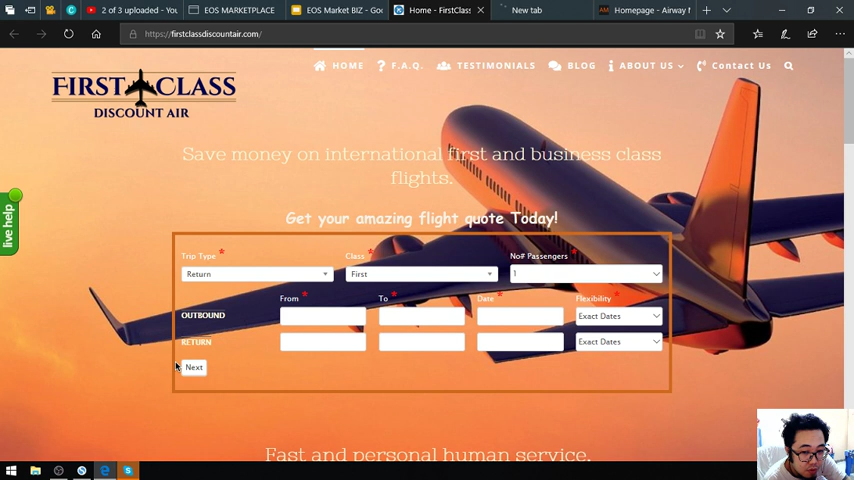 2 of 3 uploaded - You
EOS MARKETPLACE
EOS Market BIZ - Goo
Home - FirstClass
New tab
AM Homepage - Airway
https://firstclassdiscountair.com/
FIRST CLASS
DISCOUNT AIR
HOME
F.A.Q.
TESTIMONIALS
BLOG
ABOUT US
Contact Us
Save money on international first and business class
flights.
Get your amazing flight quote Today!
live help
Trip Type *
Class *
No# Passengers *
Return
First
1
From *
To *
Date *
Flexibility *
OUTBOUND
Exact Dates
RETURN
Exact Dates
Next
Fast and personal human service.